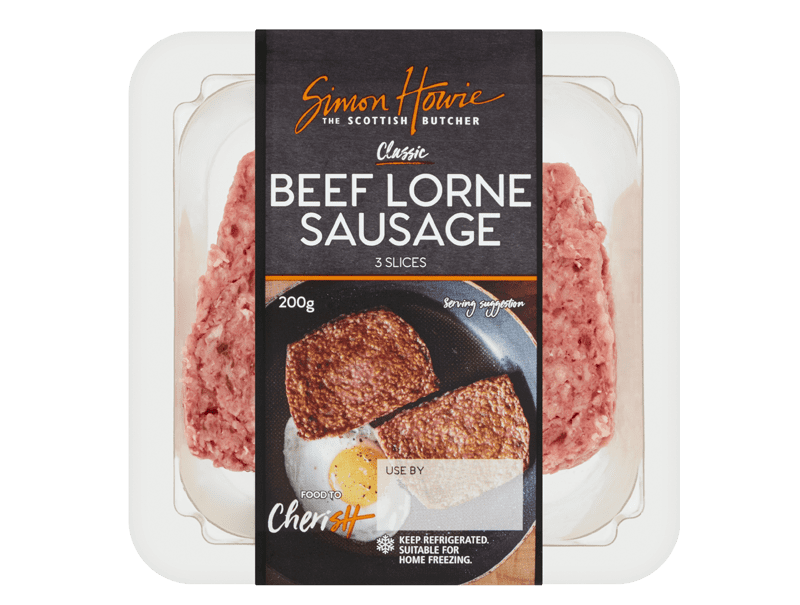 Simon Howie
THE SCOTTISH BUTCHER
Classic
BEEF LORNE
SAUSAGE
3 SLICES
200g
Serving suggestion
USE BY
FOOD TO
Cherish
KEEP REFRIGERATED.
SUITABLE FOR
HOME FREEZING.